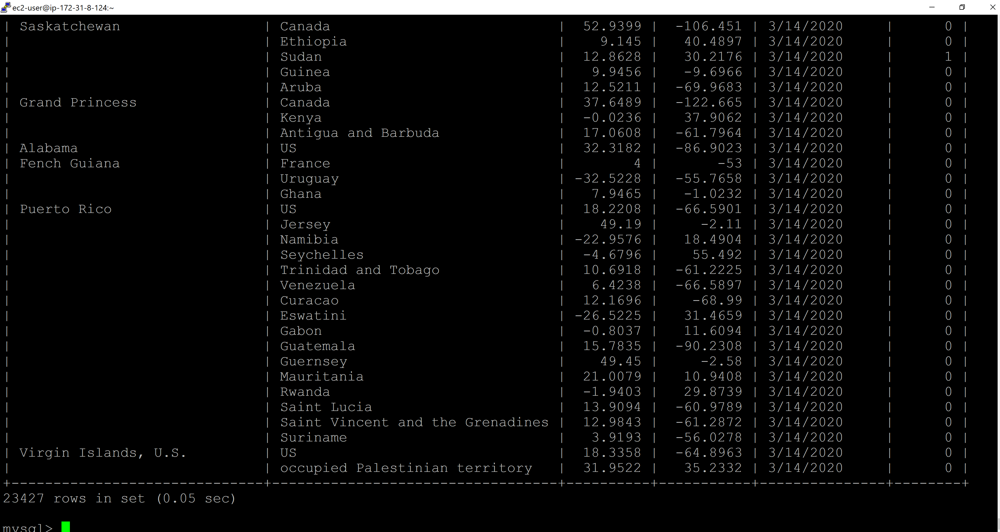 ec2-user@ip-172-31-8-124:~
| Saskatchewan | Canada | 52.9399 | -106.451 | 3/14/2020 | 0 |
| | Ethiopia | 9.145 | 40.4897 | 3/14/2020 | 0 |
| | Sudan | 12.8628 | 30.2176 | 3/14/2020 | 1 |
| | Guinea | 9.9456 | -9.6966 | 3/14/2020 | 0 |
| | Aruba | 12.5211 | -69.9683 | 3/14/2020 | 0 |
| Grand Princess | Canada | 37.6489 | -122.665 | 3/14/2020 | 0 |
| | Kenya | -0.0236 | 37.9062 | 3/14/2020 | 0 |
| | Antigua and Barbuda | 17.0608 | -61.7964 | 3/14/2020 | 0 |
| Alabama | US | 32.3182 | -86.9023 | 3/14/2020 | 0 |
| Fench Guiana | France | 4 | -53 | 3/14/2020 | 0 |
| | Uruguay | -32.5228 | -55.7658 | 3/14/2020 | 0 |
| | Ghana | 7.9465 | -1.0232 | 3/14/2020 | 0 |
| Puerto Rico | US | 18.2208 | -66.5901 | 3/14/2020 | 0 |
| | Jersey | 49.19 | -2.11 | 3/14/2020 | 0 |
| | Namibia | -22.9576 | 18.4904 | 3/14/2020 | 0 |
| | Seychelles | -4.6796 | 55.492 | 3/14/2020 | 0 |
| | Trinidad and Tobago | 10.6918 | -61.2225 | 3/14/2020 | 0 |
| | Venezuela | 6.4238 | -66.5897 | 3/14/2020 | 0 |
| | Curacao | 12.1696 | -68.99 | 3/14/2020 | 0 |
| | Eswatini | -26.5225 | 31.4659 | 3/14/2020 | 0 |
| | Gabon | -0.8037 | 11.6094 | 3/14/2020 | 0 |
| | Guatemala | 15.7835 | -90.2308 | 3/14/2020 | 0 |
| | Guernsey | 49.45 | -2.58 | 3/14/2020 | 0 |
| | Mauritania | 21.0079 | 10.9408 | 3/14/2020 | 0 |
| | Rwanda | -1.9403 | 29.8739 | 3/14/2020 | 0 |
| | Saint Lucia | 13.9094 | -60.9789 | 3/14/2020 | 0 |
| | Saint Vincent and the Grenadines | 12.9843 | -61.2872 | 3/14/2020 | 0 |
| | Suriname | 3.9193 | -56.0278 | 3/14/2020 | 0 |
| Virgin Islands, U.S. | US | 18.3358 | -64.8963 | 3/14/2020 | 0 |
| | occupied Palestinian territory | 31.9522 | 35.2332 | 3/14/2020 | 0 |
+------------------------------+----------------------------------+----------+-----------+---------------+--------+
23427 rows in set (0.05 sec)
mysql>